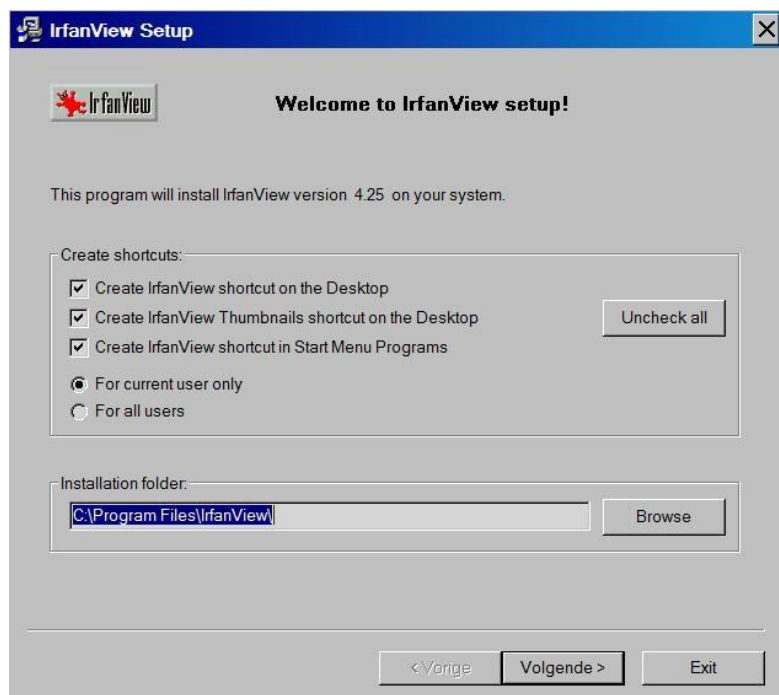 IrfanView Setup
IrfanView
Welcome to IrfanView setup!
This program will install IrfanView version 4.25 on your system.
Create shortcuts:
Create IrfanView shortcut on the Desktop
Create IrfanView Thumbnails shortcut on the Desktop
Uncheck all
Create IrfanView shortcut in Start Menu Programs
For current user only
For all users
Installation folder:
C:\Program Files\IrfanView\
Browse
< Vorige
Volgende >
Exit